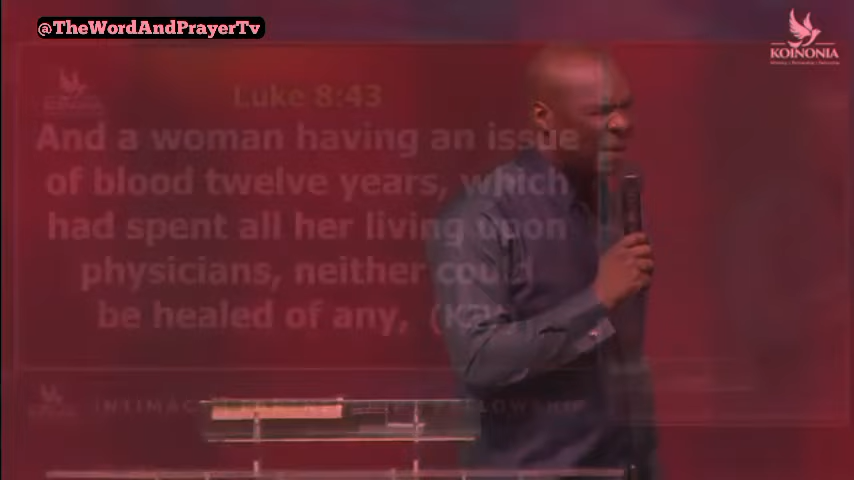 @TheWordAndPrayerTv
KOINONIA
Luke 8:43
And a woman having an issue
of blood twelve years, which
had spent all her living upon
physicians, neither could
be healed of any, (KJV)